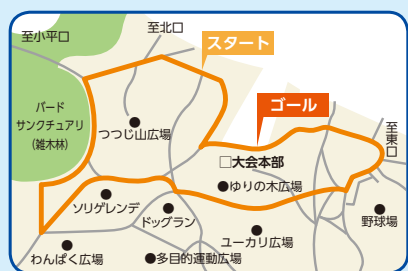 至小平口
至北口
スタート
バード
サンクチュアリ
(雑木林)
つつじ山広場
ゴール
至東口
□大会本部
●ゆりの木広場
ソリゲレンデ
ドッグラン
野球場
わんぱく広場
●多目的運動広場
ユーカリ広場